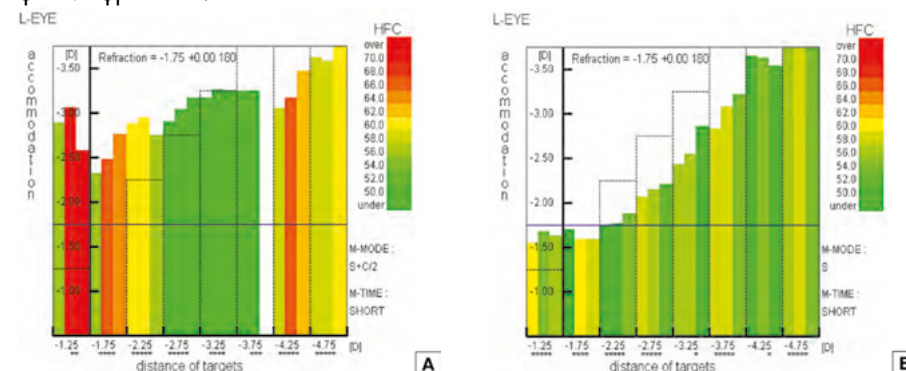 L-EYE
HFC
accommodation
[D]
Refraction = -1.75 +0.00 180
-3.50
-3.00
-2.50
-2.00
-1.50
-1.00
over
70.0
68.0
66.0
64.0
62.0
60.0
58.0
56.0
54.0
52.0
50.0
under
M-MODE :
S+C/2
M-TIME :
SHORT
-1.25 -1.75 -2.25 -2.75 -3.25 -3.75 -4.25 -4.75 [D]
distance of targets
A
L-EYE
HFC
accommodation
[D]
Refraction = -1.75 +0.00 180
-3.50
-3.00
-2.50
-2.00
-1.50
-1.00
over
70.0
68.0
66.0
64.0
62.0
60.0
58.0
56.0
54.0
52.0
50.0
under
M-MODE :
S
M-TIME :
SHORT
-1.25 -1.75 -2.25 -2.75 -3.25 -3.75 -4.25 -4.75 [D]
distance of targets